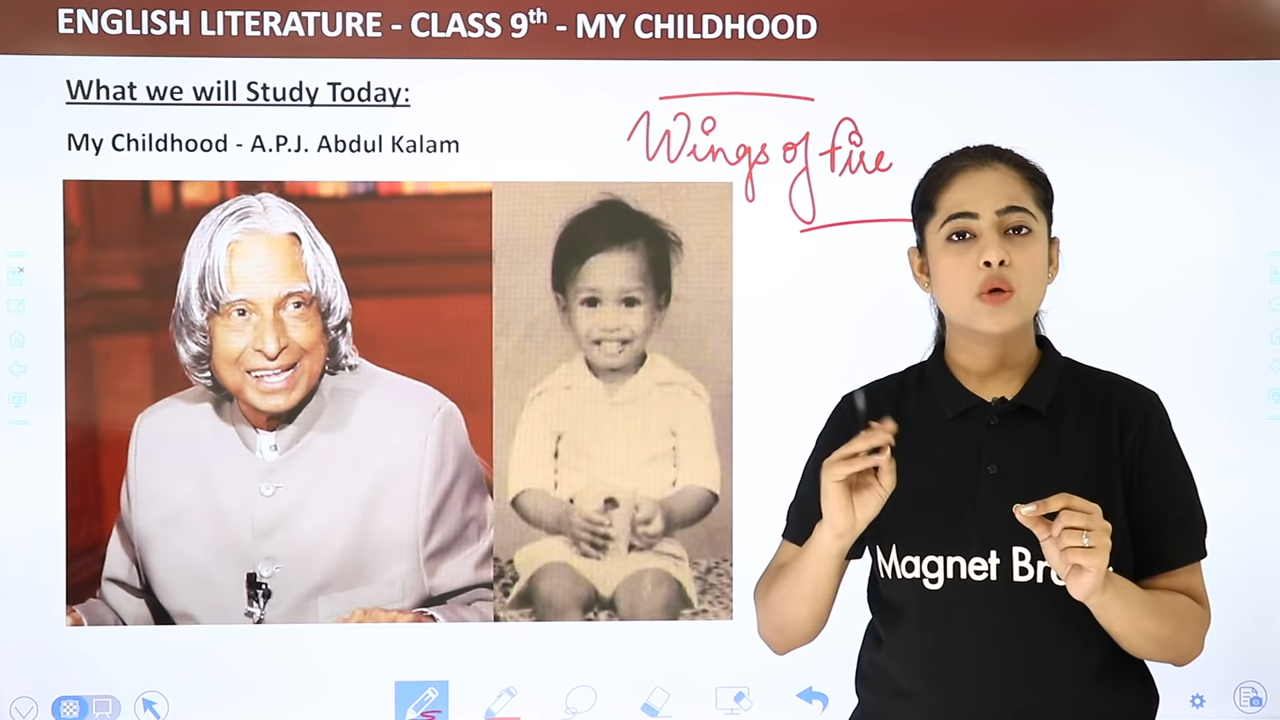 ENGLISH LITERATURE - CLASS 9th - MY CHILDHOOD
What we will Study Today:
My Childhood - A.P.J. Abdul Kalam
Wings of fire
Magnet Br